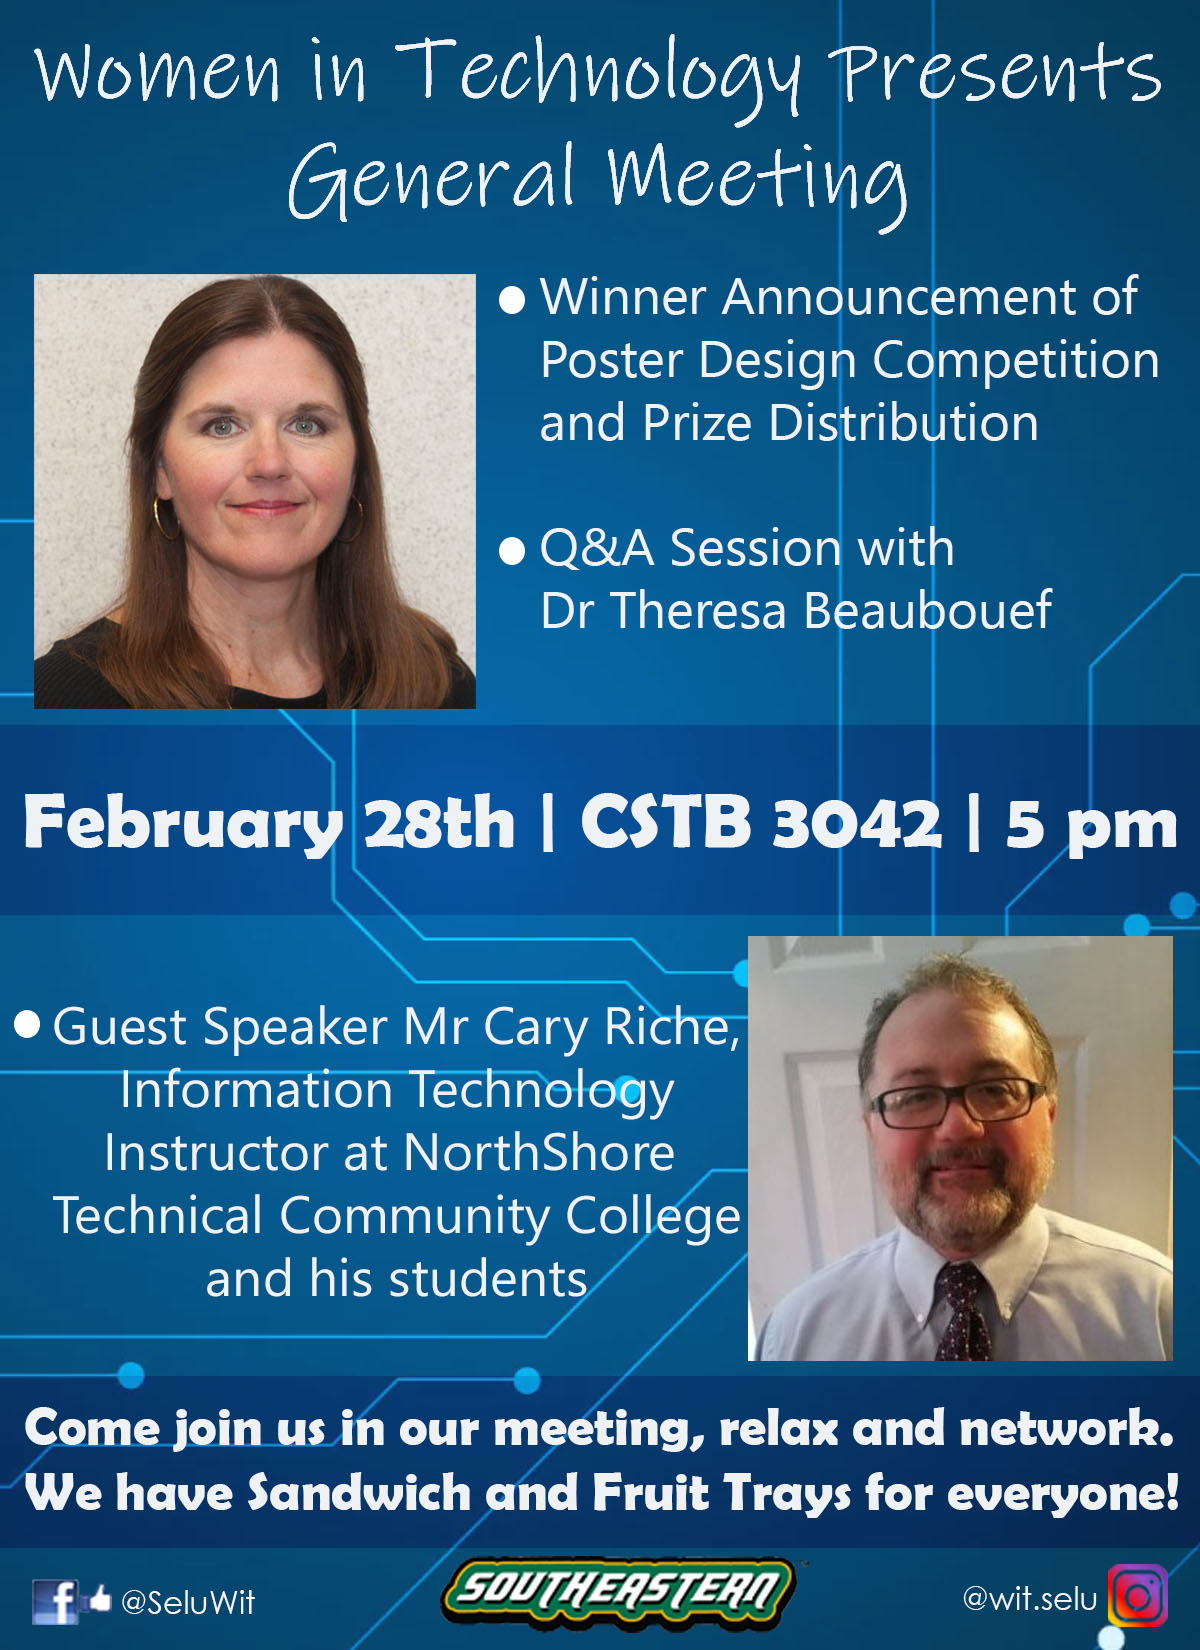 Women in Technology Presents
General Meeting
• Winner Announcement of
Poster Design Competition
and Prize Distribution
• Q&A Session with
Dr Theresa Beaubouef
February 28th | CSTB 3042 | 5 pm
• Guest Speaker Mr Cary Riche,
Information Technology
Instructor at NorthShore
Technical Community College
and his students
Come join us in our meeting, relax and network.
We have Sandwich and Fruit Trays for everyone!
f @SeluWit
SOUTHEASTERN™
@wit.selu